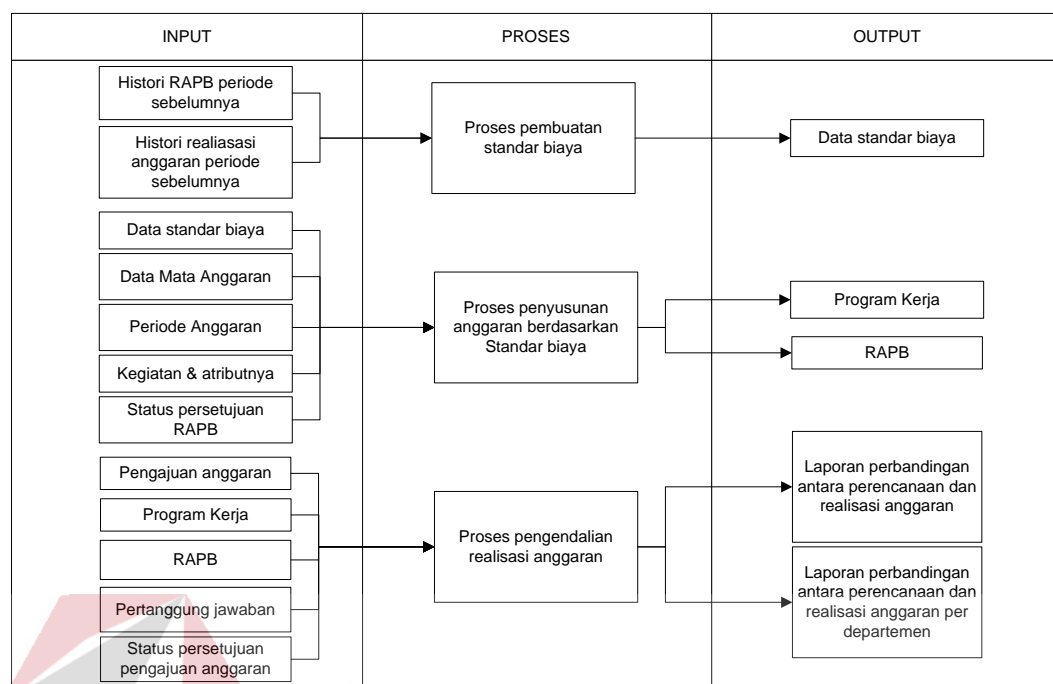 INPUT
PROSES
OUTPUT
Histori RAPB periode
sebelumnya
Histori realiasasi
anggaran periode
sebelumnya
Proses pembuatan
standar biaya
Data standar biaya
Data standar biaya
Data Mata Anggaran
Periode Anggaran
Kegiatan & atributnya
Status persetujuan
RAPB
Proses penyusunan
anggaran berdasarkan
Standar biaya
Program Kerja
RAPB
Pengajuan anggaran
Program Kerja
RAPB
Pertanggung jawaban
Status persetujuan
pengajuan anggaran
Proses pengendalian
realisasi anggaran
Laporan perbandingan
antara perencanaan dan
realisasi anggaran
Laporan perbandingan
antara perencanaan dan
realisasi anggaran per
departemen